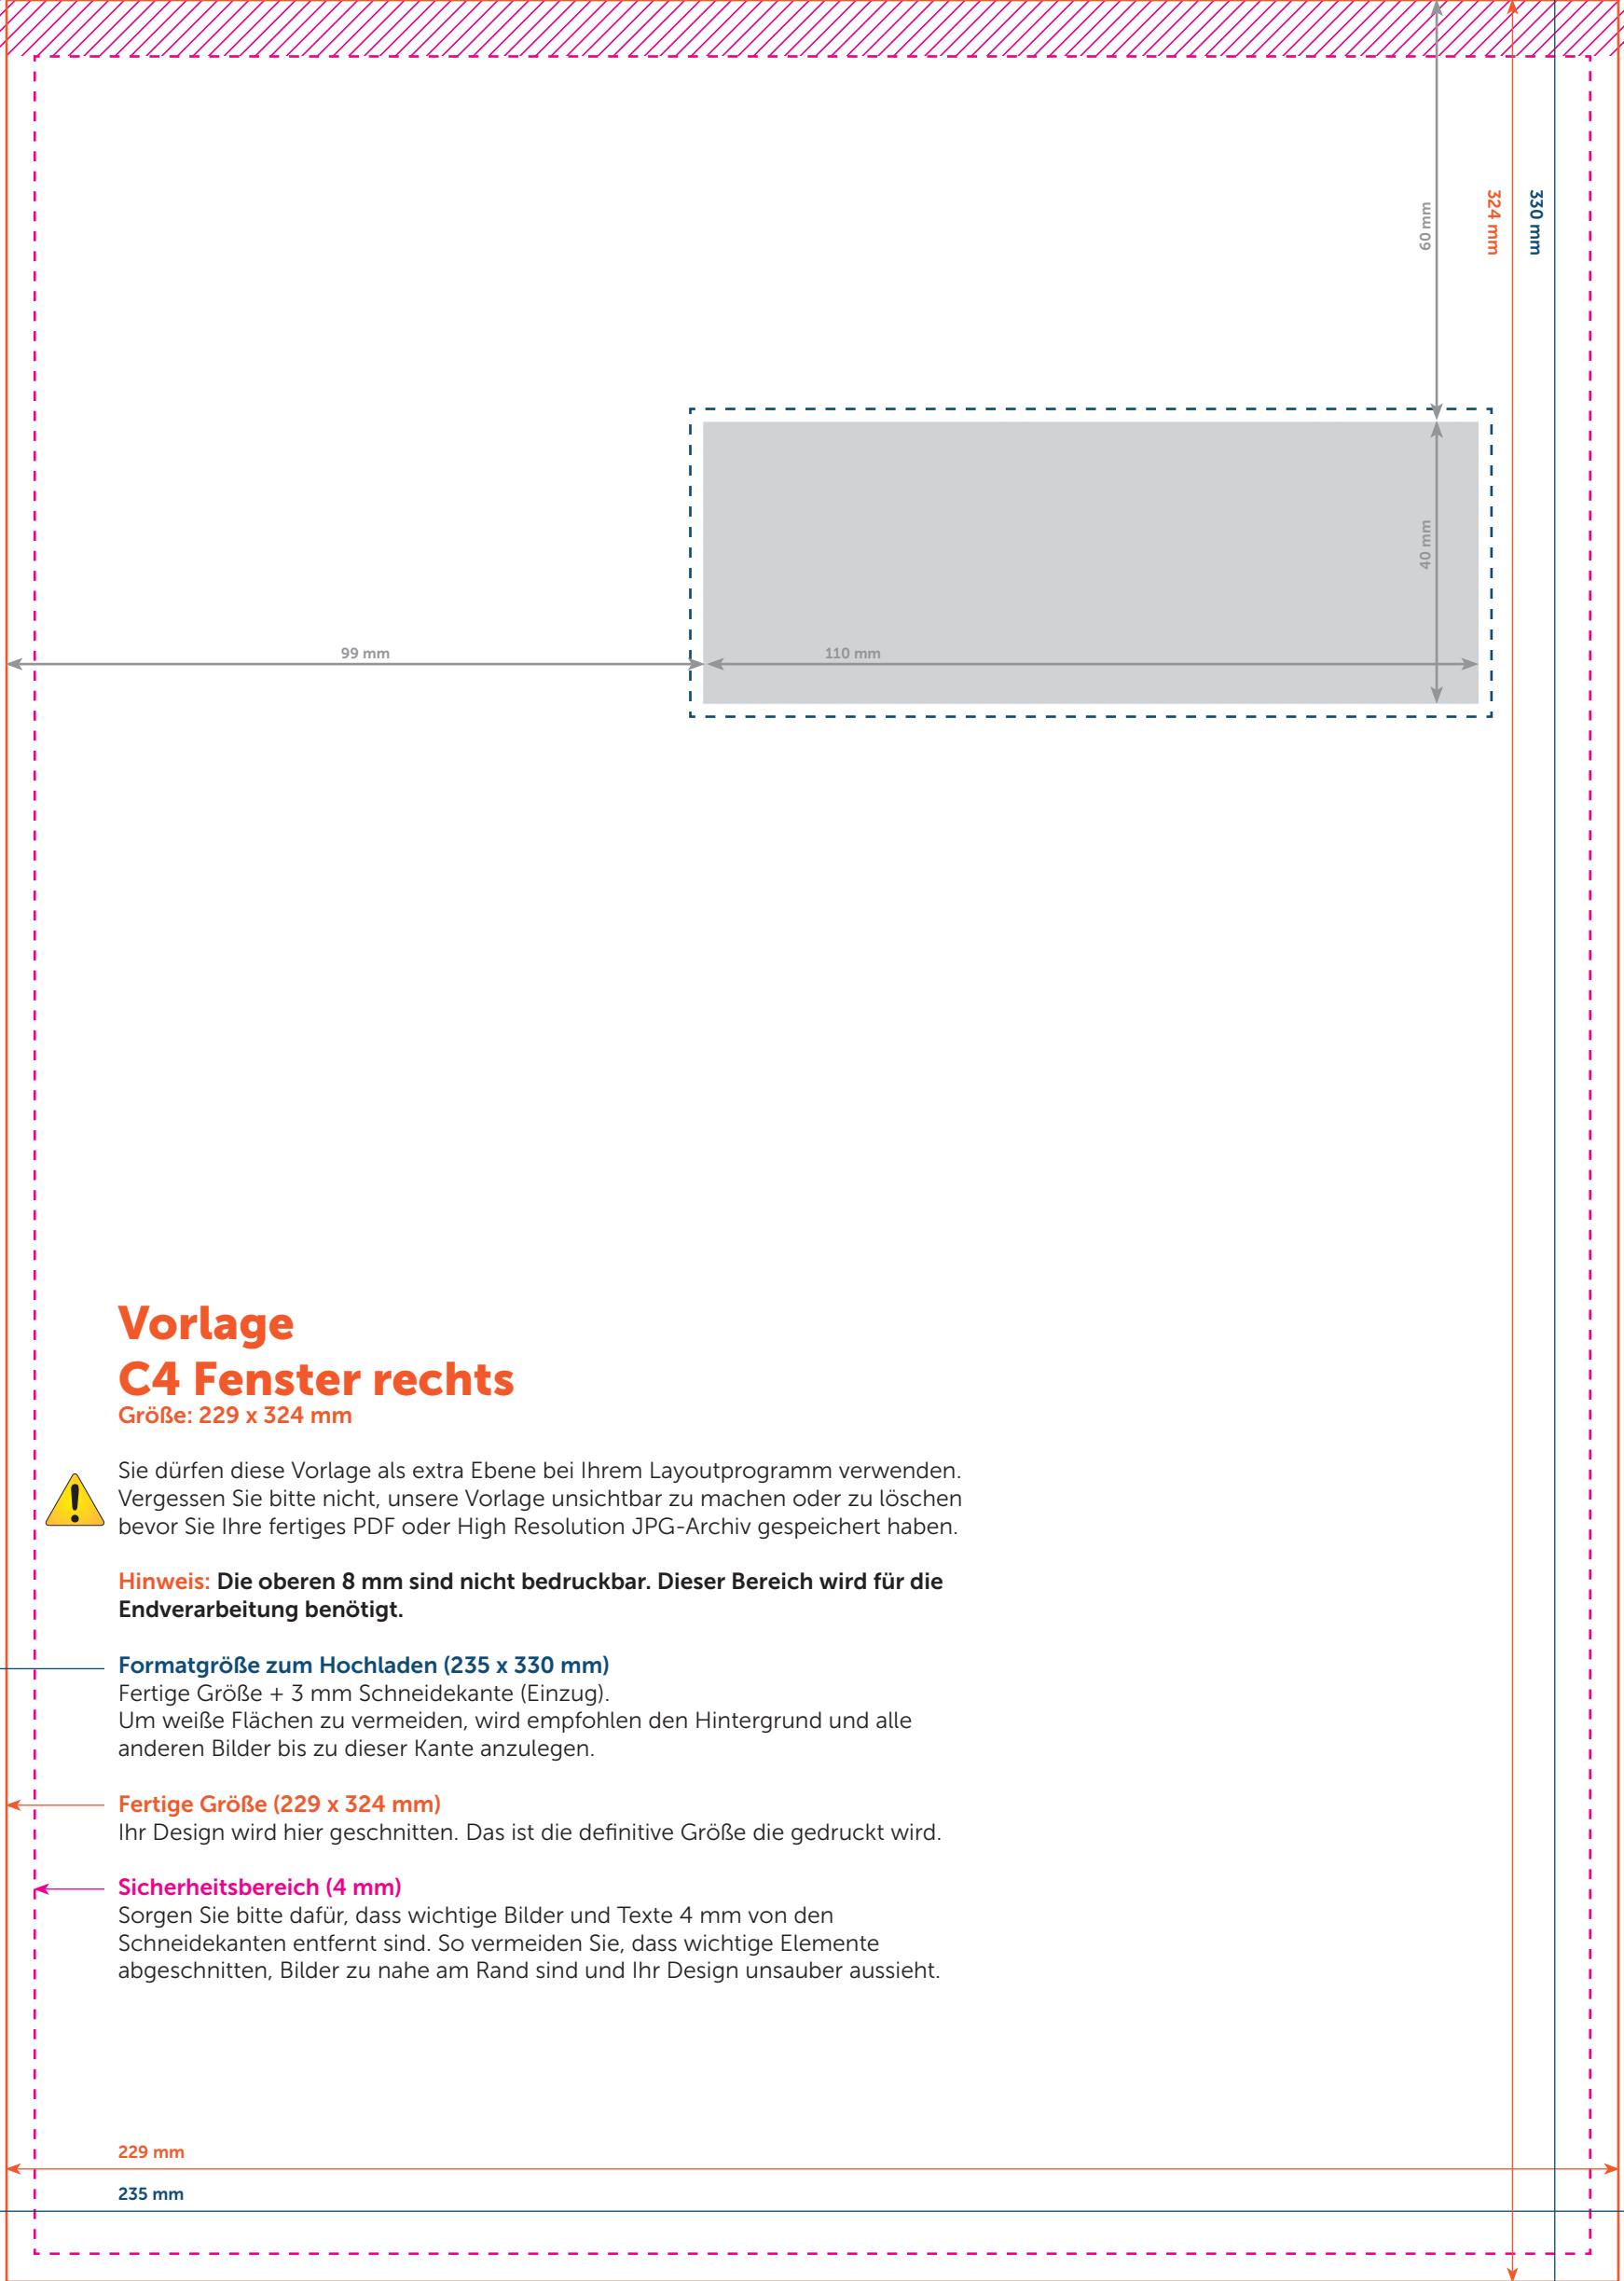 60 mm
324 mm
330 mm
40 mm
99 mm
110 mm
Vorlage
C4 Fenster rechts
Größe: 229 x 324 mm
Sie dürfen diese Vorlage als extra Ebene bei Ihrem Layoutprogramm verwenden.
Vergessen Sie bitte nicht, unsere Vorlage unsichtbar zu machen oder zu löschen
bevor Sie Ihre fertiges PDF oder High Resolution JPG-Archiv gespeichert haben.
Hinweis: Die oberen 8 mm sind nicht bedruckbar. Dieser Bereich wird für die
Endverarbeitung benötigt.
Formatgröße zum Hochladen (235 x 330 mm)
Fertige Größe + 3 mm Schneidekante (Einzug).
Um weiße Flächen zu vermeiden, wird empfohlen den Hintergrund und alle
anderen Bilder bis zu dieser Kante anzulegen.
Fertige Größe (229 x 324 mm)
Ihr Design wird hier geschnitten. Das ist die definitive Größe die gedruckt wird.
Sicherheitsbereich (4 mm)
Sorgen Sie bitte dafür, dass wichtige Bilder und Texte 4 mm von den
Schneidekanten entfernt sind. So vermeiden Sie, dass wichtige Elemente
abgeschnitten, Bilder zu nahe am Rand sind und Ihr Design unsauber aussieht.
229 mm
235 mm